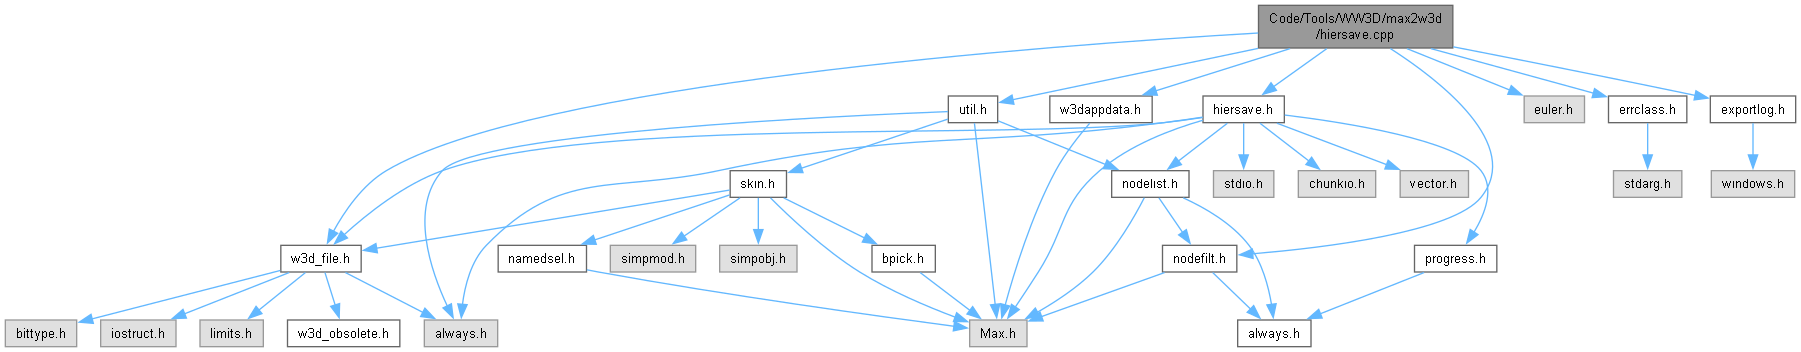 Code/Tools/WW3D/max2w3d
/hiersave.cpp
util.h
w3dappdata.h
hiersave.h
euler.h
errclass.h
exportlog.h
skin.h
nodelist.h
stdio.h
chunkio.h
vector.h
stdarg.h
windows.h
w3d_file.h
namedsel.h
simpmod.h
simpobj.h
bpick.h
nodefilt.h
progress.h
bittype.h
iostruct.h
limits.h
w3d_obsolete.h
always.h
Max.h
always.h